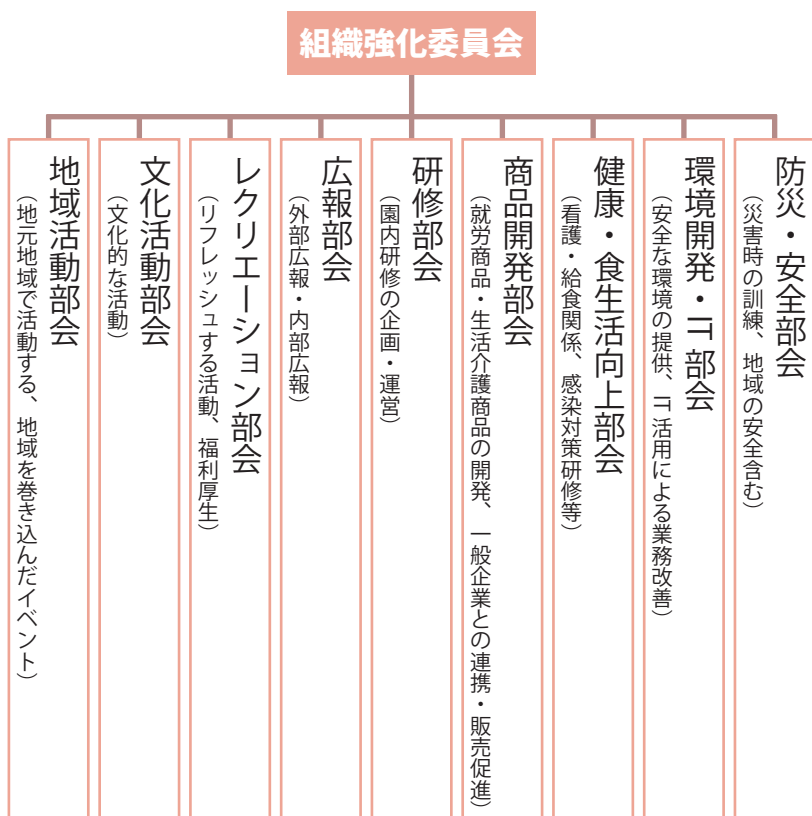 組織強化委員会
防災・安全部会
（災害時の訓練、地域の安全含む）
環境開発・IT部会
（安全な環境の提供、IT活用による業務改善）
健康・食生活向上部会
（看護・給食関係、感染対策研修等）
商品開発部会
（就労商品・生活介護商品の開発、一般企業との連携・販売促進）
研修部会
（園内研修の企画・運営）
広報部会
（外部広報・内部広報）
レクリエーション部会
（リフレッシュする活動、福利厚生）
文化活動部会
（文化的な活動）
地域活動部会
（地元地域で活動する、地域を巻き込んだイベント）